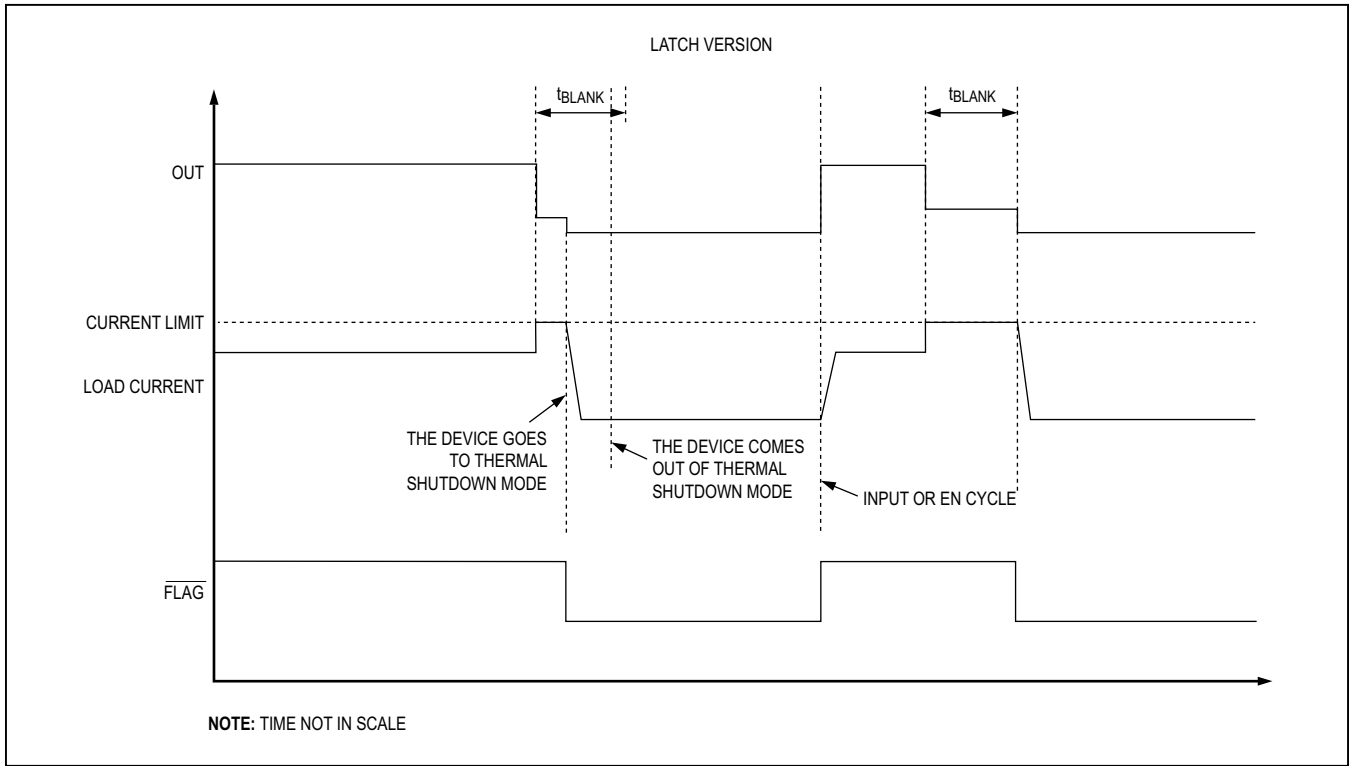 LATCH VERSION
tBLANK
tBLANK
OUT
CURRENT LIMIT
LOAD CURRENT
THE DEVICE GOES
TO THERMAL
SHUTDOWN MODE
THE DEVICE COMES
OUT OF THERMAL
SHUTDOWN MODE
INPUT OR EN CYCLE
FLAG
NOTE: TIME NOT IN SCALE